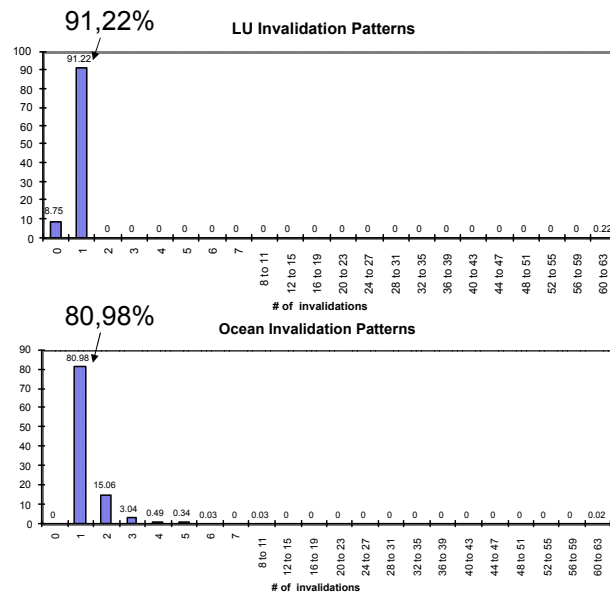 91,22%
LU Invalidation Patterns
100
90
80
70
60
50
40
30
20
10
0
8.75 91.22 0 0 0 0 0 0 0 0 0 0 0 0 0 0 0 0 0 0 0 0.22
0 1 2 3 4 5 6 7 8 to 11 12 to 15 16 to 19 20 to 23 24 to 27 28 to 31 32 to 35 36 to 39 40 to 43 44 to 47 48 to 51 52 to 55 56 to 59 60 to 63
# of invalidations
80,98%
Ocean Invalidation Patterns
90
80
70
60
50
40
30
20
10
0
0 80.98 15.06 3.04 0.49 0.34 0.03 0 0.03 0 0 0 0 0 0 0 0 0 0 0 0 0.02
0 1 2 3 4 5 6 7 8 to 11 12 to 15 16 to 19 20 to 23 24 to 27 28 to 31 32 to 35 36 to 39 40 to 43 44 to 47 48 to 51 52 to 55 56 to 59 60 to 63
# of invalidations